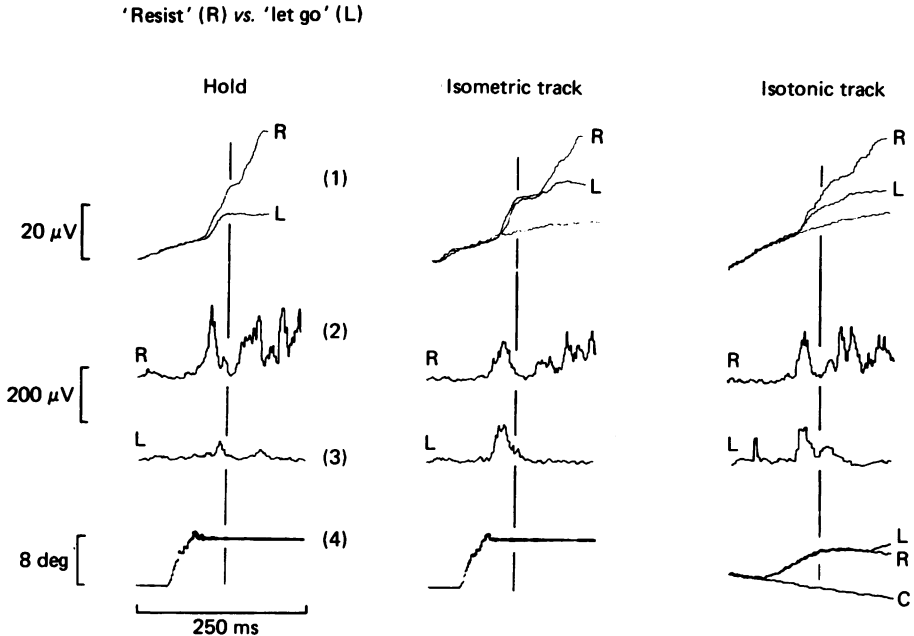 'Resist' (R) vs. 'let go' (L)
Hold Isometric track Isotonic track
R R R
(1)
L L L
20 μV
(2)
R R R
200 μV
L L L
(3)
(4)
8 deg
L
R
C
250 ms